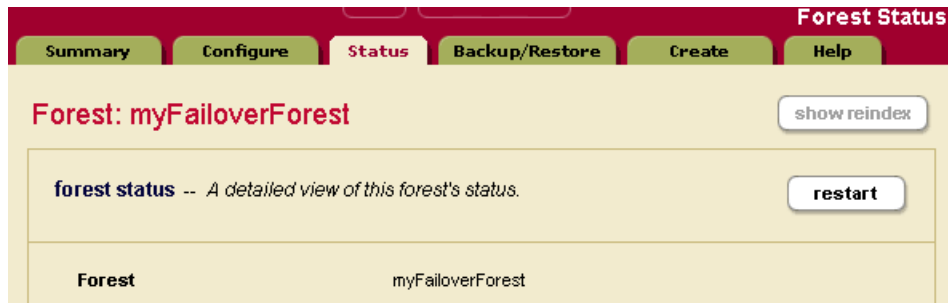 Forest Status
Summary Configure Status Backup/Restore Create Help
Forest: myFailoverForest
show reindex
forest status -- A detailed view of this forest's status.
restart
Forest myFailoverForest